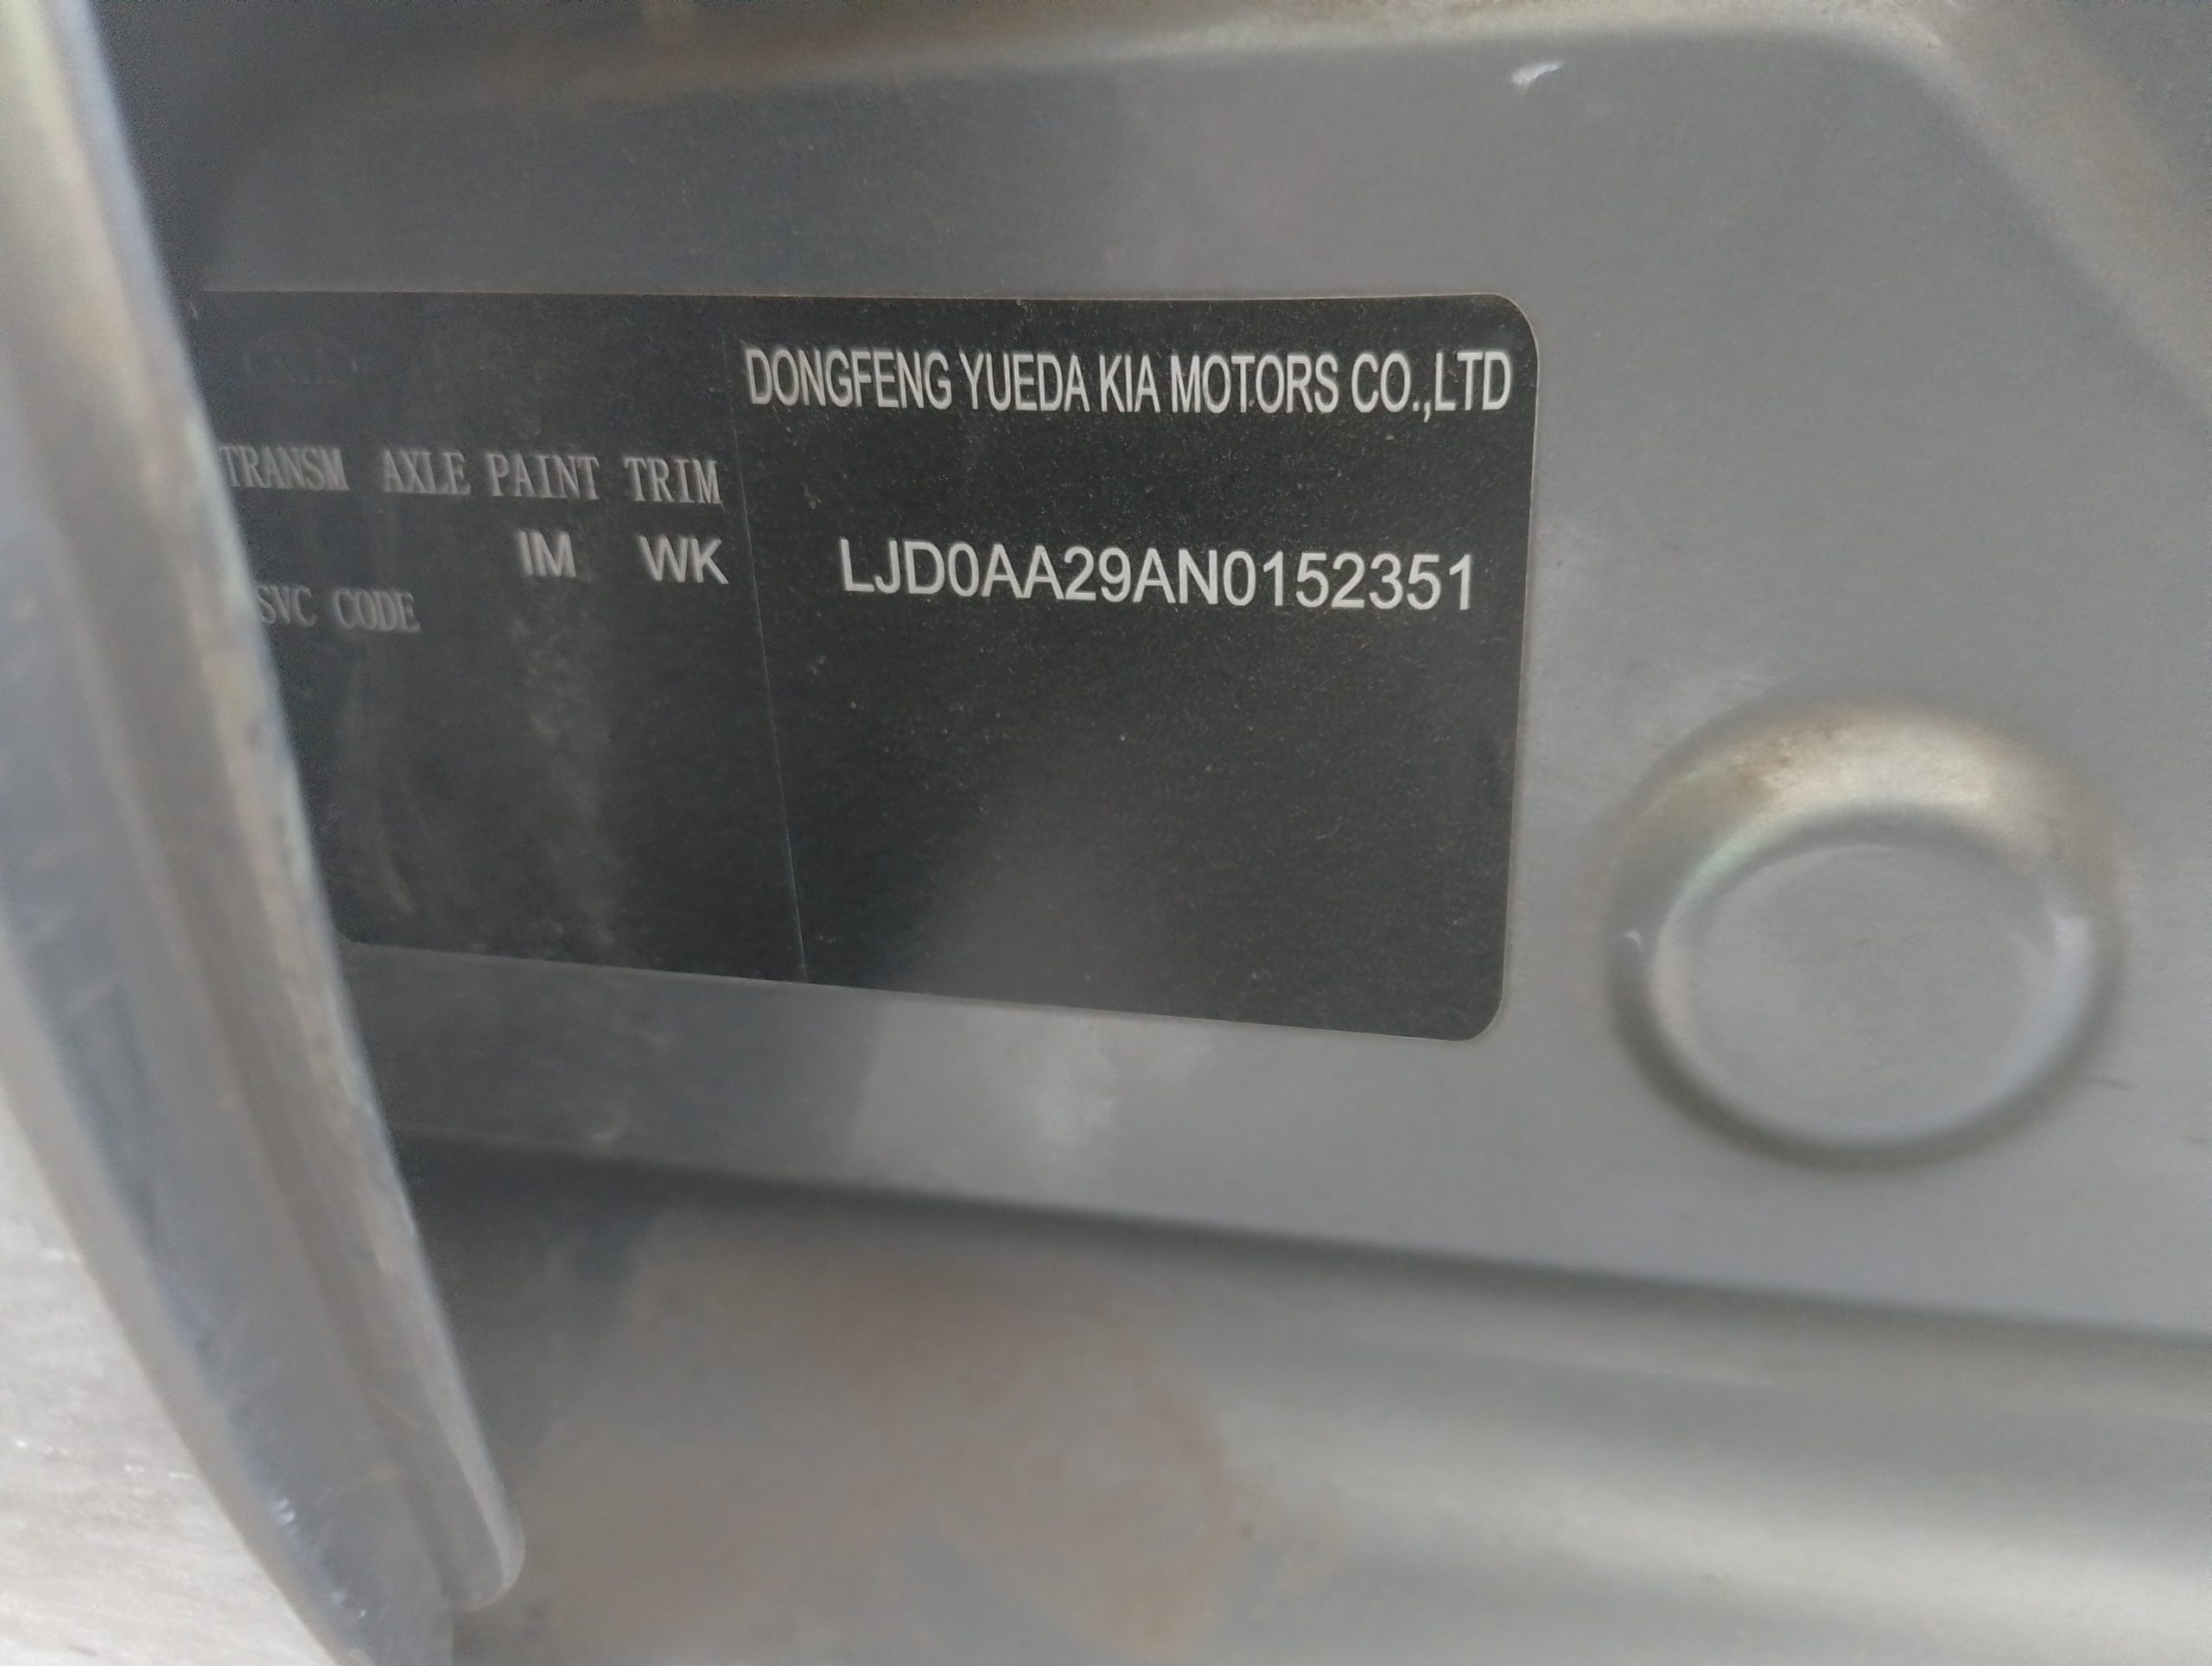 DONGFENG YUEDA KIA MOTORS CO.,LTD
TRANSM AXLE PAINT TRIM
IM WK
LJD0AA29AN0152351
SVC CODE